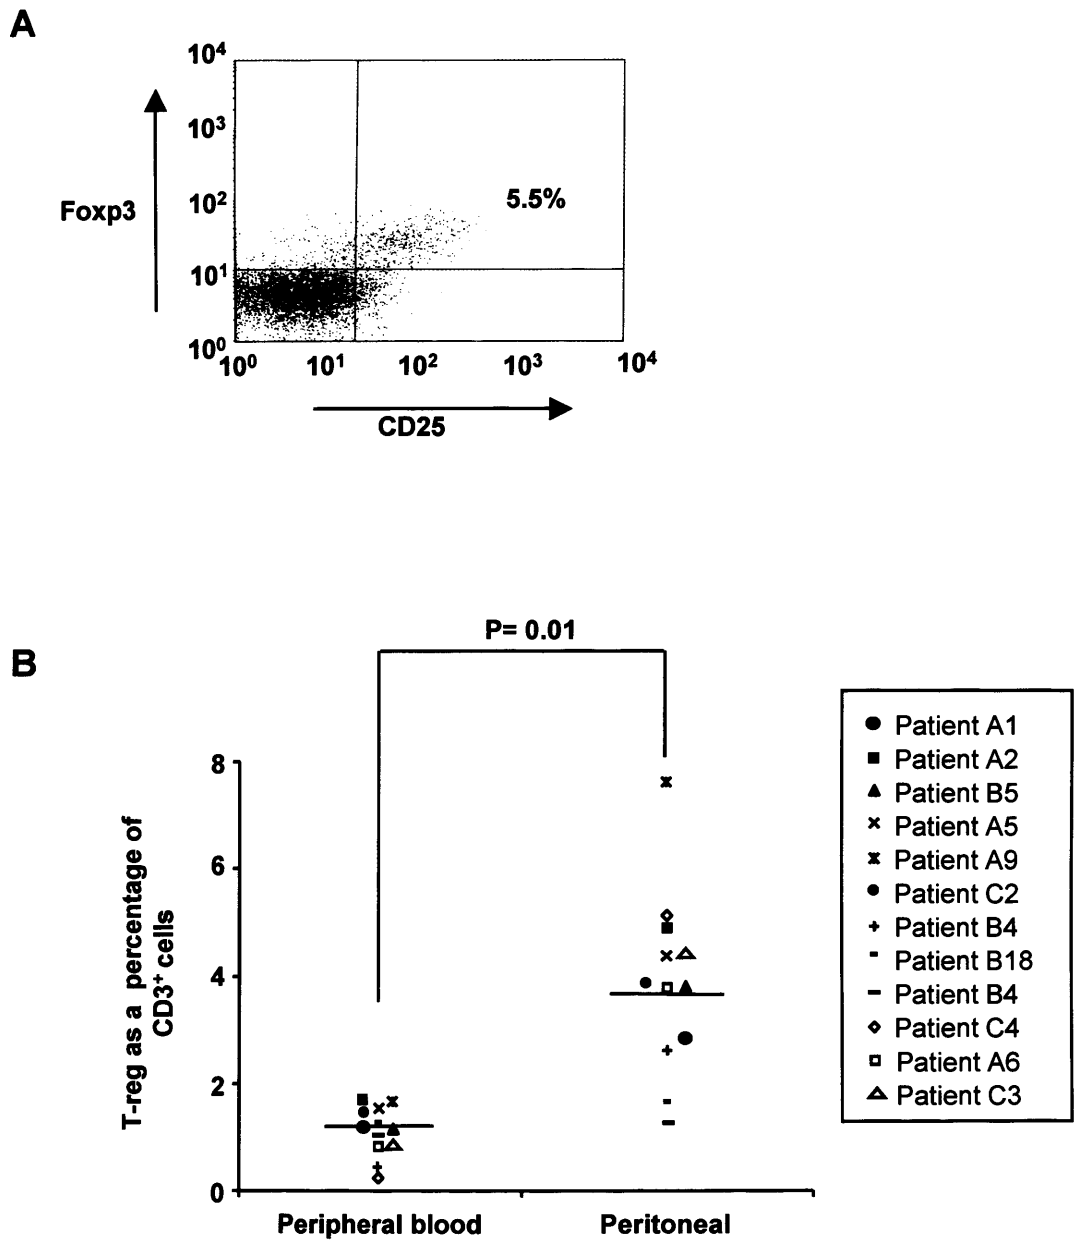 A
10⁴
10³
Foxp3
10²
5.5%
10¹
10⁰
10⁰ 10¹ 10² 10³ 10⁴
CD25
B
P= 0.01
T-reg as a percentage of
CD3⁺ cells
8
6
4
2
0
Peripheral blood
Peritoneal
Patient A1
Patient A2
Patient B5
Patient A5
Patient A9
Patient C2
Patient B4
Patient B18
Patient B4
Patient C4
Patient A6
Patient C3